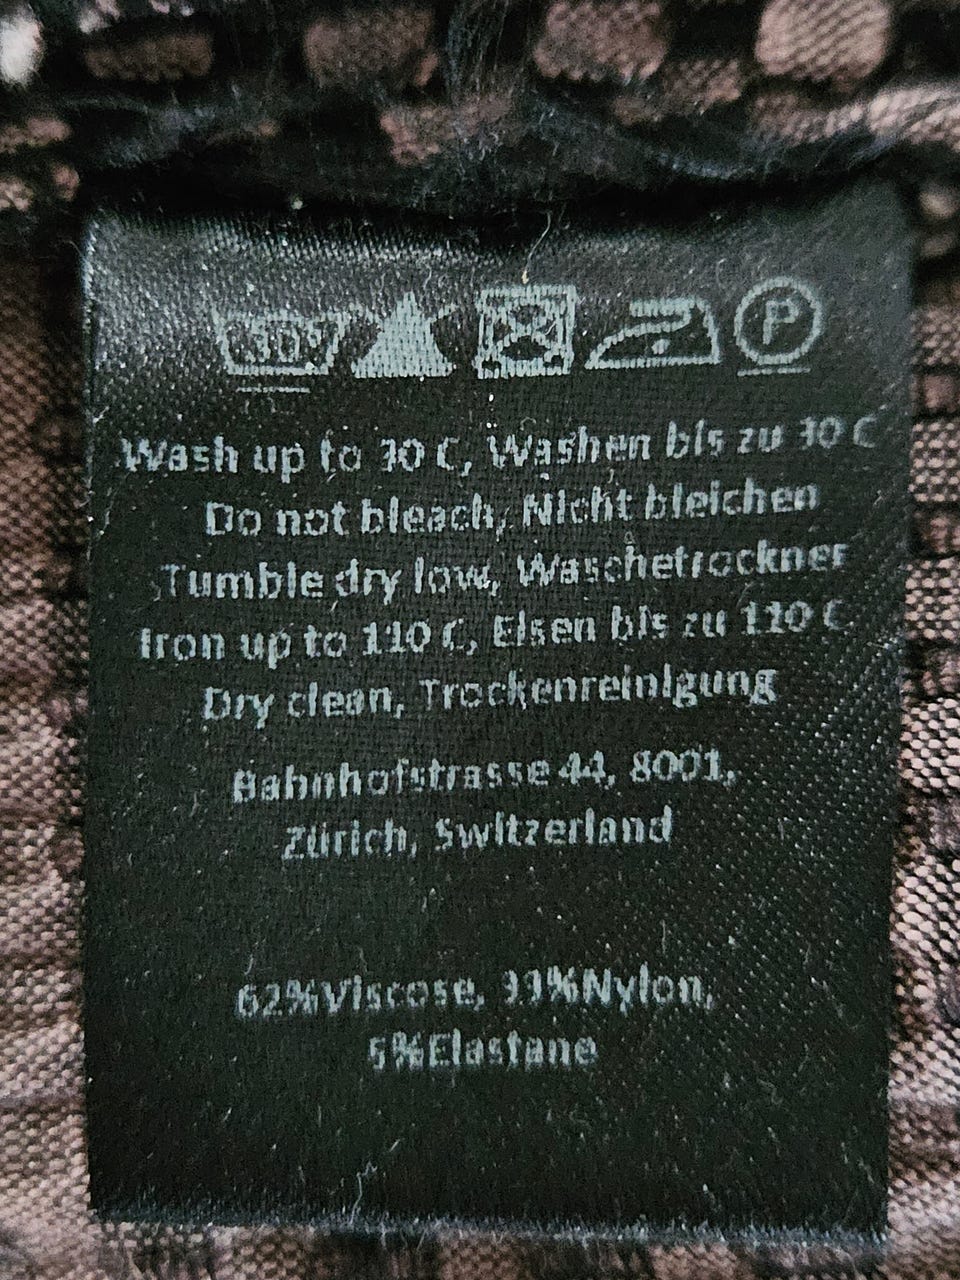 30°
P
Wash up to 30 C, Washen bis zu 30 C
Do not bleach, Nicht bleichen
Tumble dry low, Waschetrockner
Iron up to 110 C, Eisen bis zu 110 C
Dry clean, Trockenreinigung
Bahnhofstrasse 44, 8001,
Zürich, Switzerland
62%Viscose, 33%Nylon,
5%Elastane